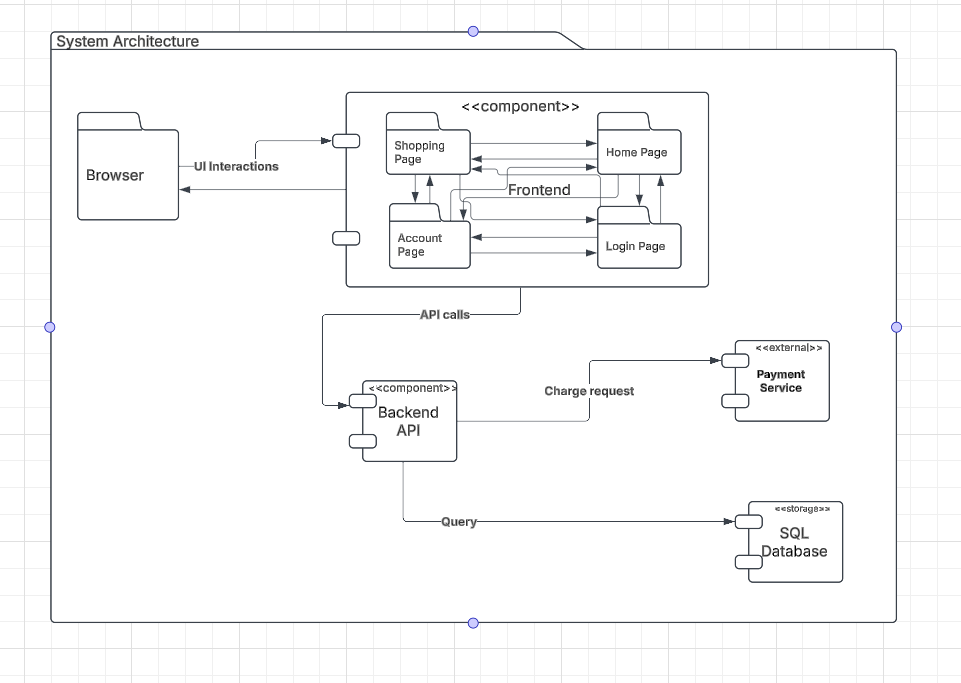 System Architecture
<<component>>
Shopping
Page
Home Page
Browser
UI Interactions
Frontend
Account
Page
Login Page
API calls
<<external>>
Payment
Service
<<component>>
Backend
API
Charge request
<<storage>>
SQL
Database
Query